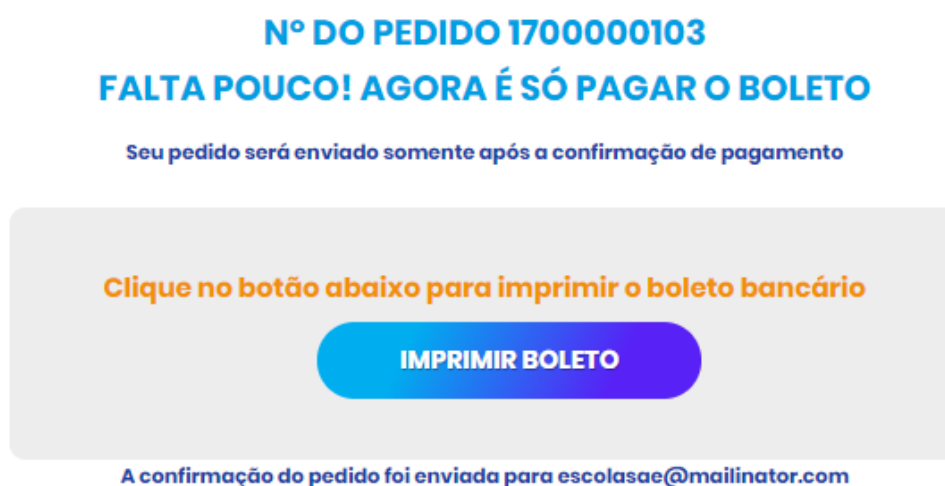 Nº DO PEDIDO 1700000103
FALTA POUCO! AGORA É SÓ PAGAR O BOLETO
Seu pedido será enviado somente após a confirmação de pagamento
Clique no botão abaixo para imprimir o boleto bancário
IMPRIMIR BOLETO
A confirmação do pedido foi enviada para escolasae@mailinator.com